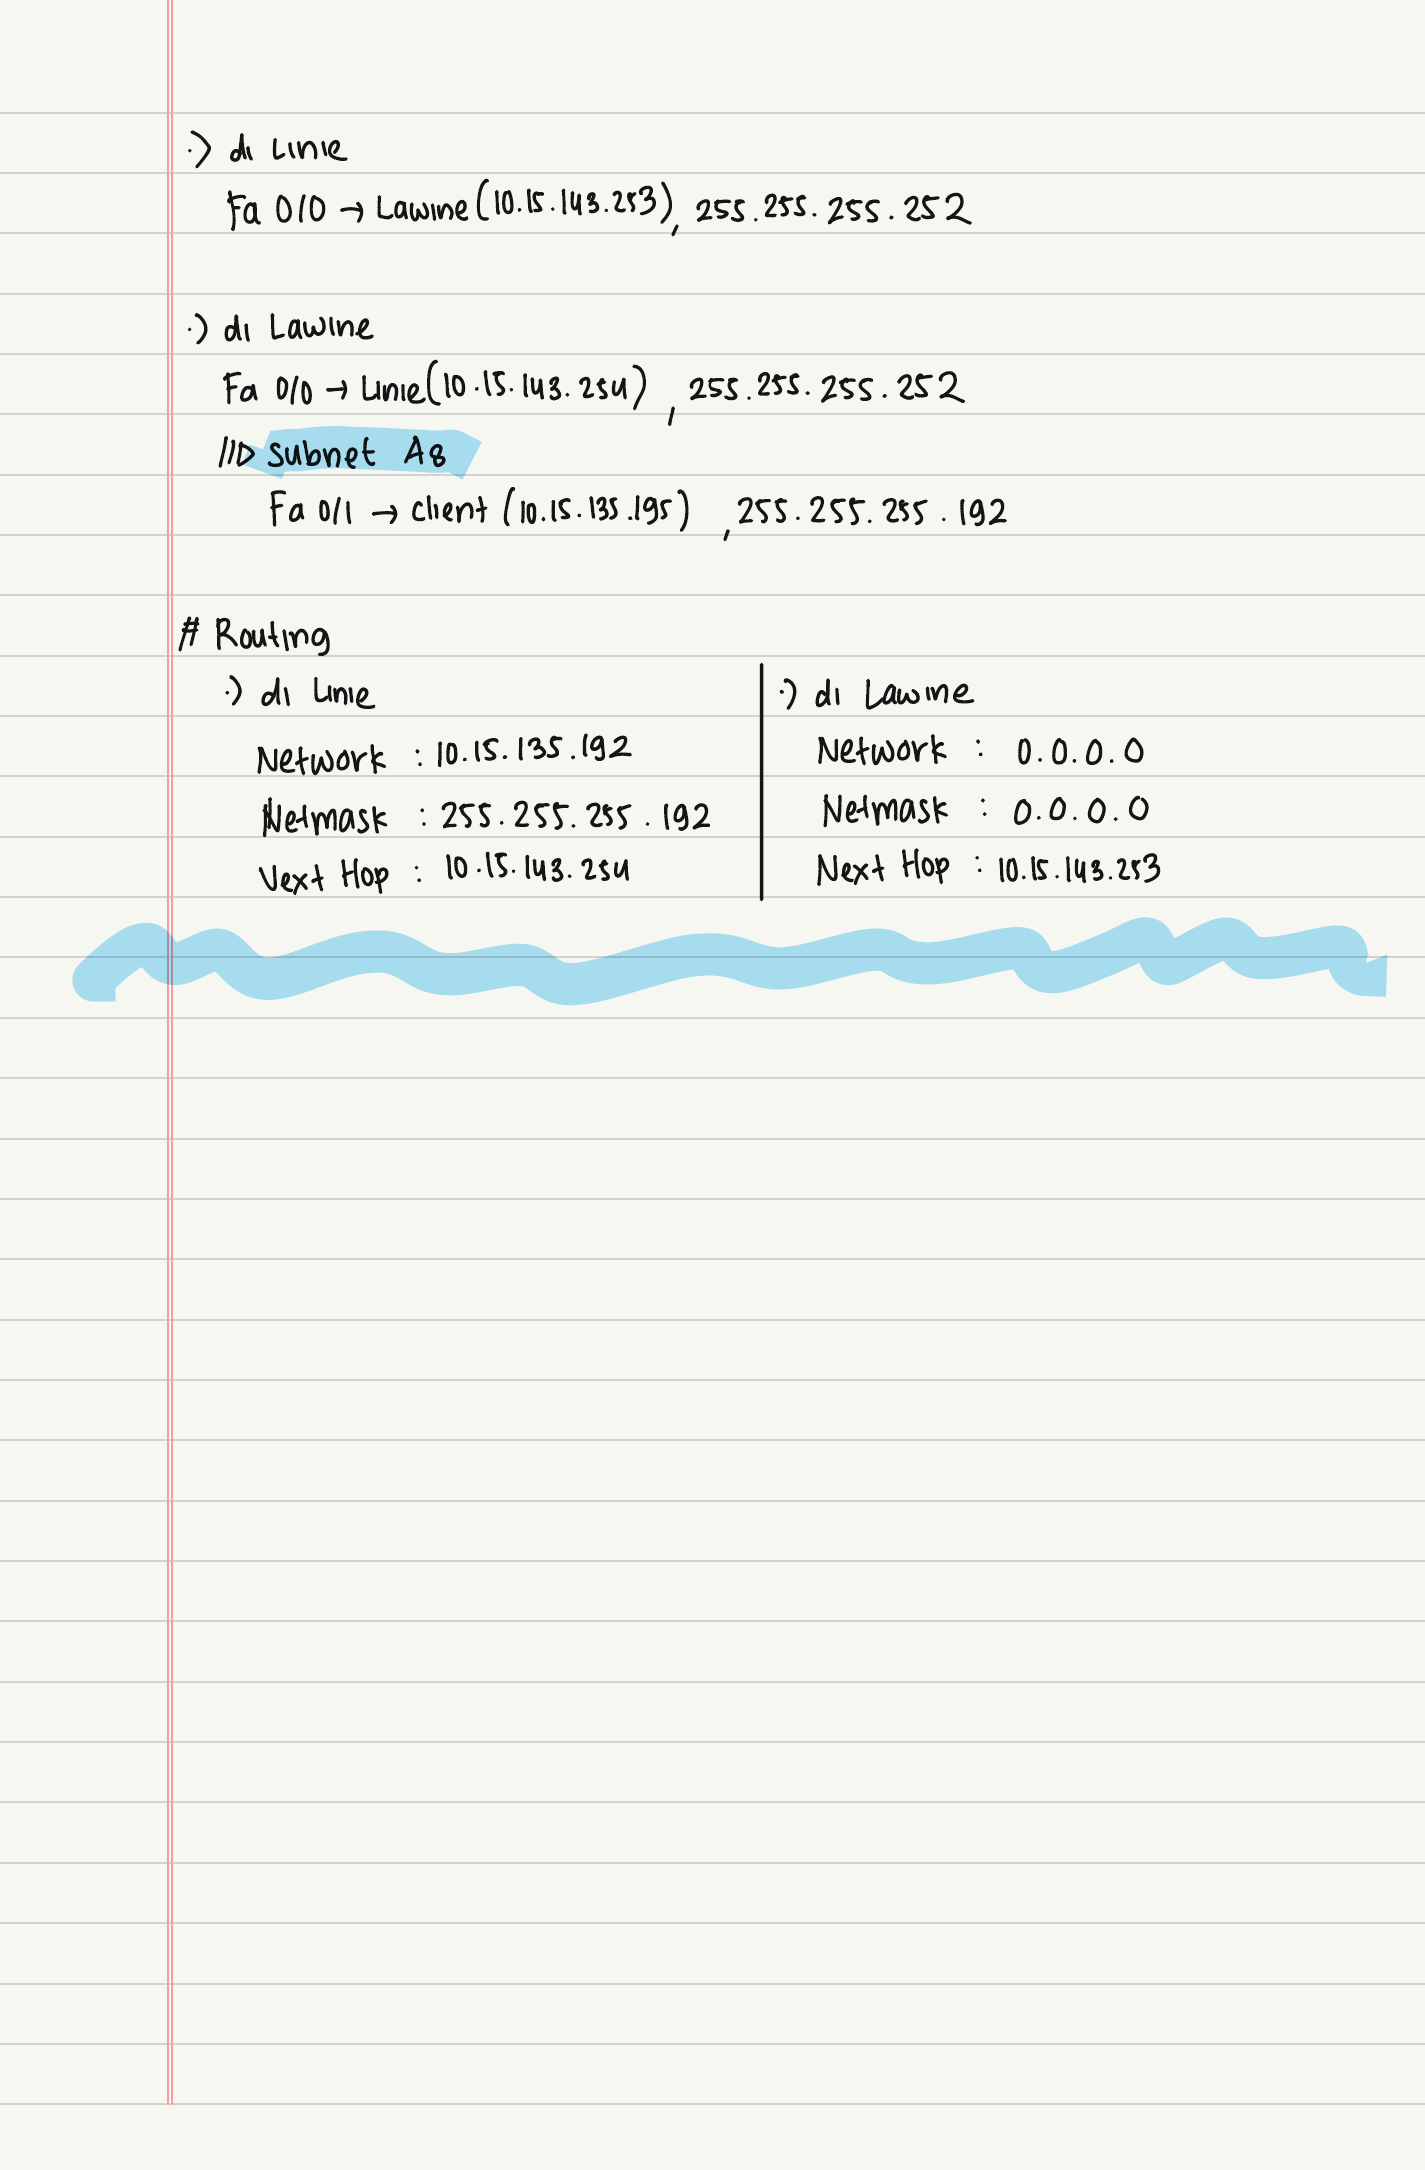 ·) di Linie
Fa 0/0 → Lawine (10.15.143.253), 255.255.255.252
·) di Lawine
Fa 0/0 → Linie (10.15.143.254), 255.255.255.252
Subnet A8
Fa 0/1 → client (10.15.135.195), 255.255.255.192
# Routing
·) di Linie
Network : 10.15.135.192
Netmask : 255.255.255.192
Next Hop : 10.15.143.254
·) di Lawine
Network : 0.0.0.0
Netmask : 0.0.0.0
Next Hop : 10.15.143.253